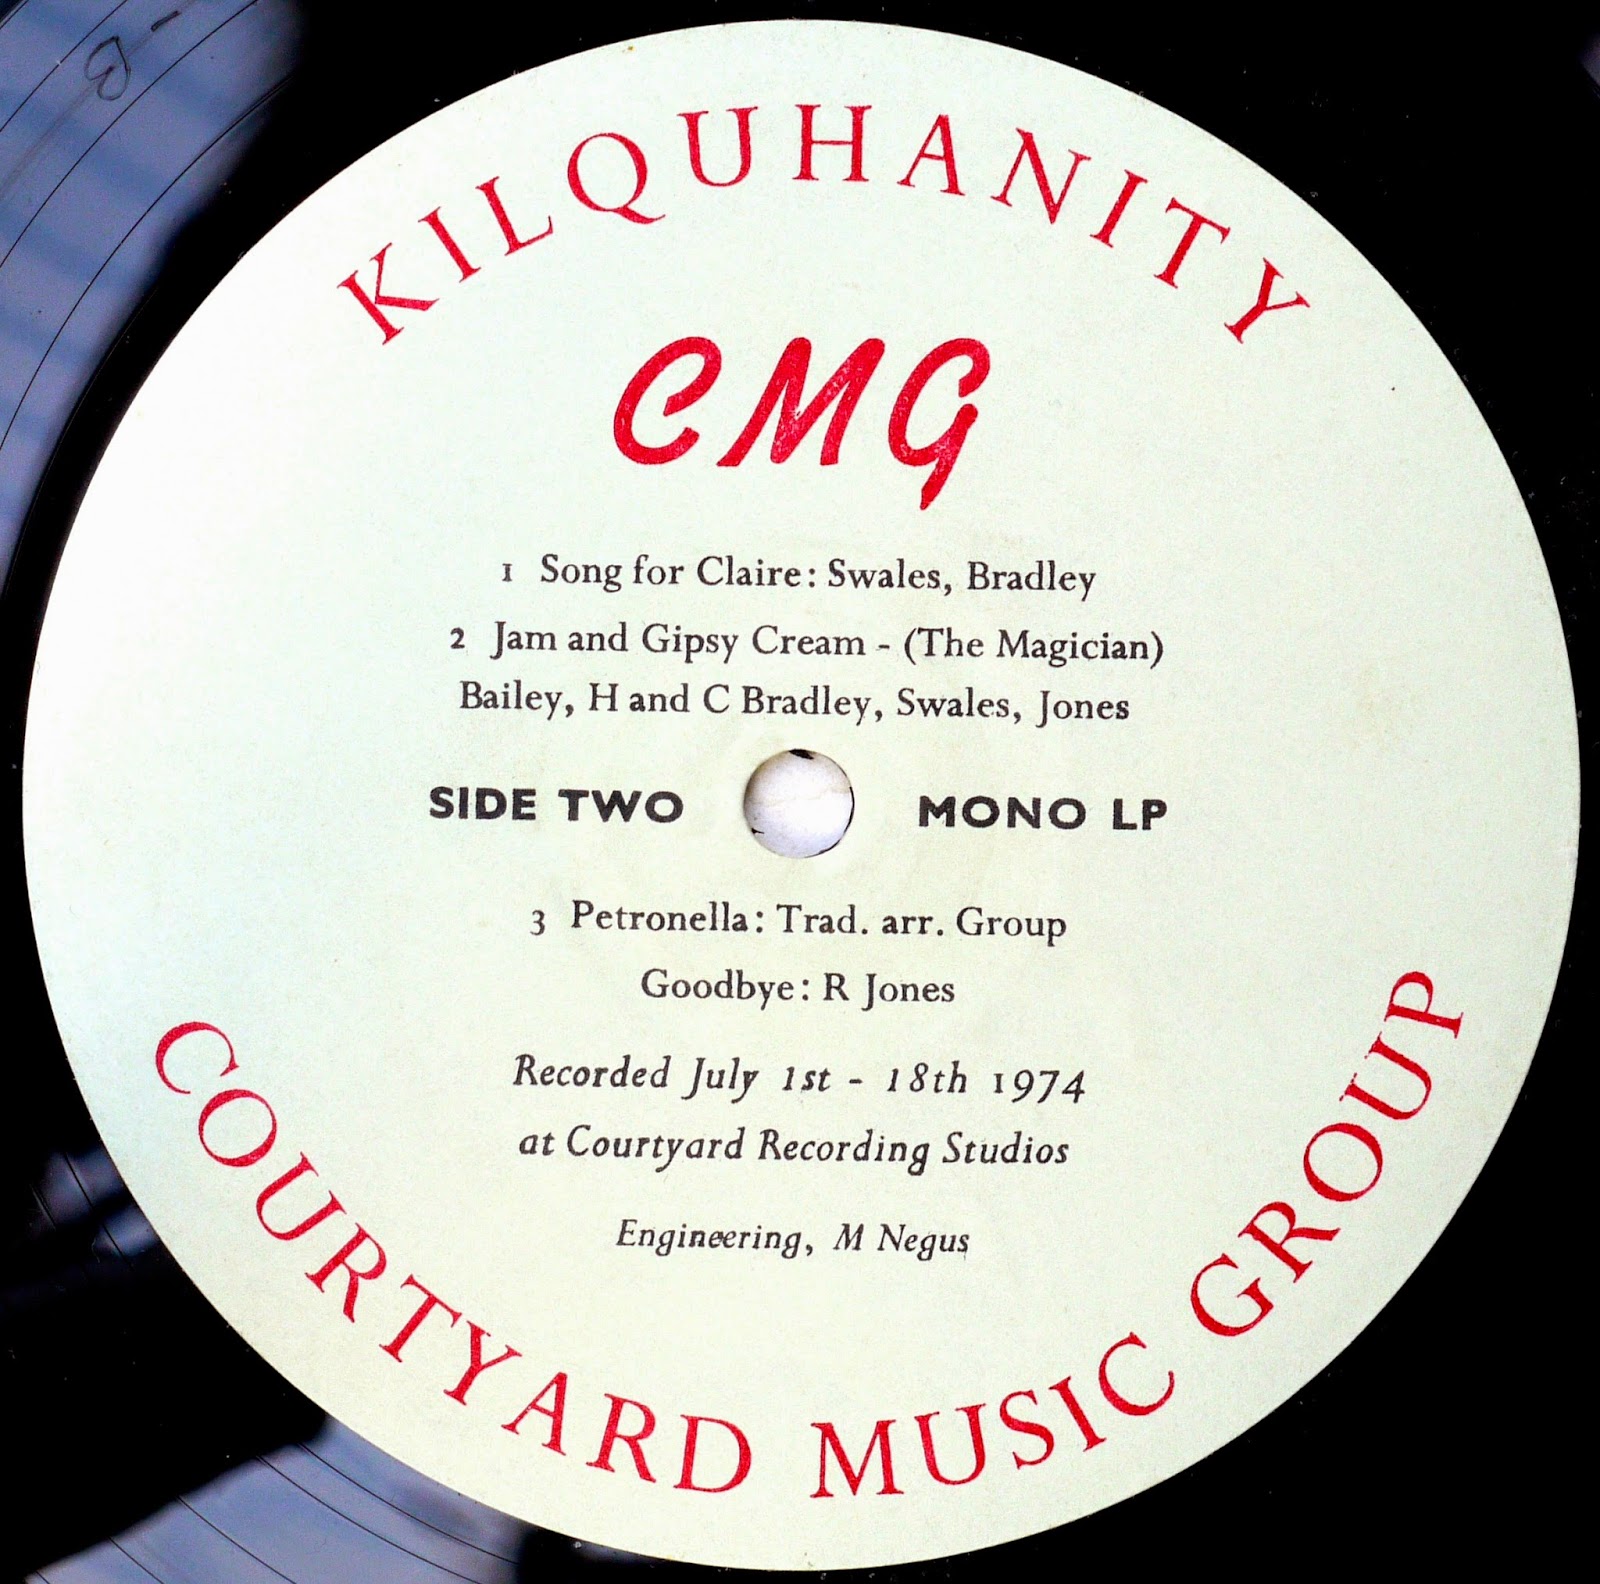 KILQUHANITY
CMG
1 Song for Claire: Swales, Bradley
2 Jam and Gipsy Cream - (The Magician)
Bailey, H and C Bradley, Swales, Jones
SIDE TWO MONO LP
3 Petronella: Trad. arr. Group
Goodbye: R Jones
Recorded July 1st - 18th 1974
at Courtyard Recording Studios
Engineering, M Negus
COURTYARD MUSIC GROUP